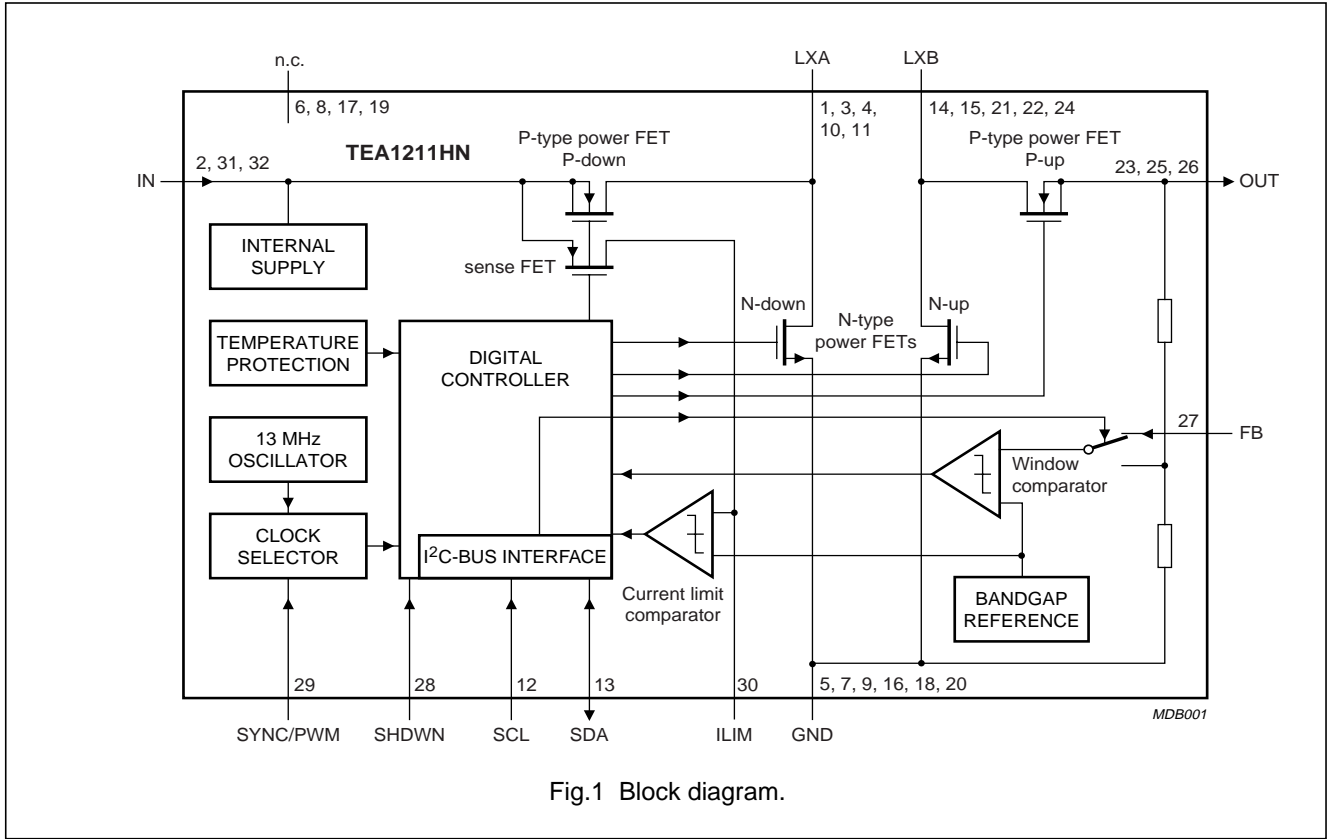 n.c.
LXA
LXB
6, 8, 17, 19
1, 3, 4,
10, 11
14, 15, 21, 22, 24
TEA1211HN
P-type power FET
P-down
P-type power FET
P-up
IN
2, 31, 32
23, 25, 26
OUT
INTERNAL
SUPPLY
sense FET
N-down
N-type
power FETs
N-up
TEMPERATURE
PROTECTION
DIGITAL
CONTROLLER
13 MHz
OSCILLATOR
27
FB
Window
comparator
CLOCK
SELECTOR
I²C-BUS INTERFACE
Current limit
comparator
BANDGAP
REFERENCE
29
28
12
13
30
5, 7, 9, 16, 18, 20
MDB001
SYNC/PWM
SHDWN
SCL
SDA
ILIM
GND
Fig.1 Block diagram.